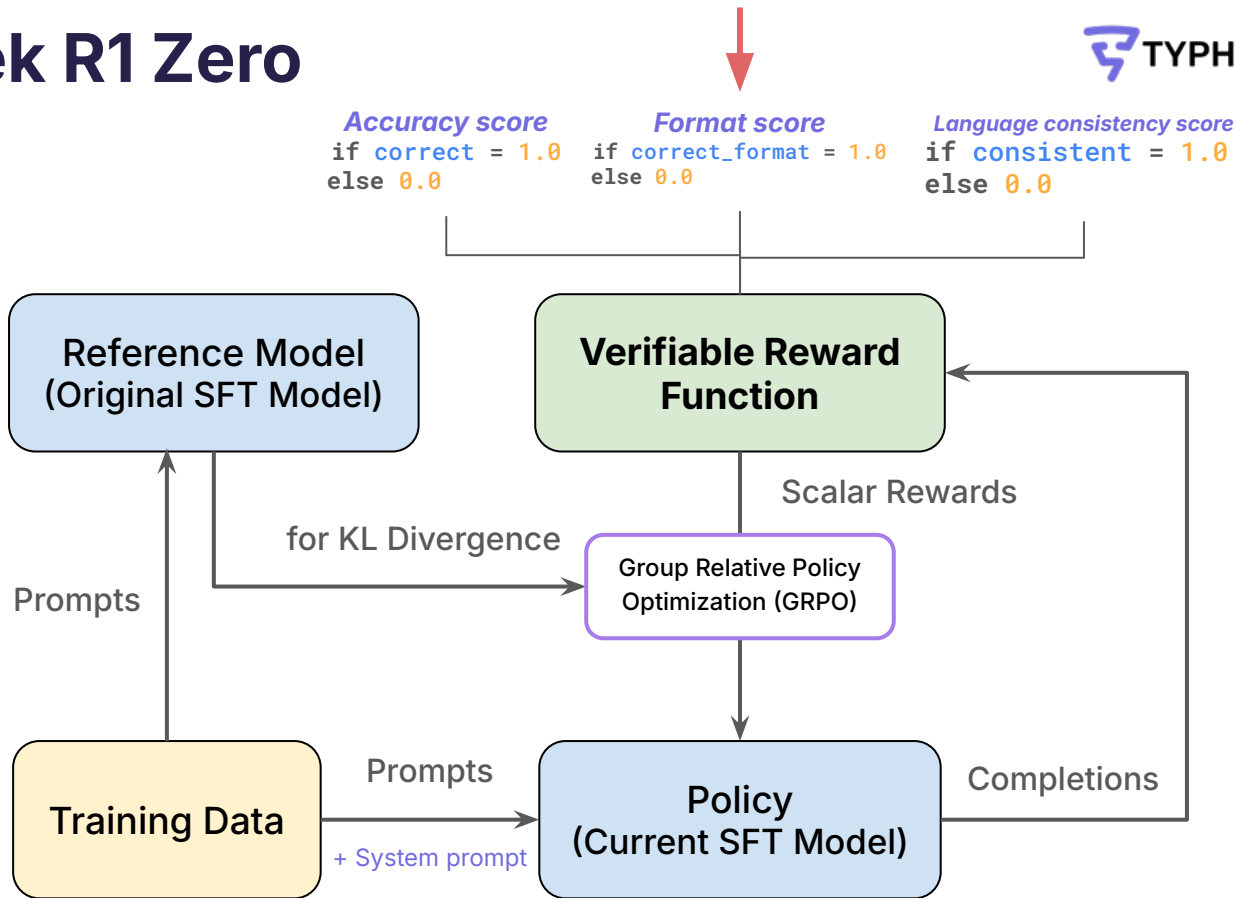 ek R1 Zero
TYPH
Accuracy score
if correct = 1.0
else 0.0
Format score
if correct_format = 1.0
else 0.0
Language consistency score
if consistent = 1.0
else 0.0
Reference Model
(Original SFT Model)
Verifiable Reward
Function
Scalar Rewards
for KL Divergence
Group Relative Policy
Optimization (GRPO)
Prompts
Training Data
Prompts
+ System prompt
Policy
(Current SFT Model)
Completions